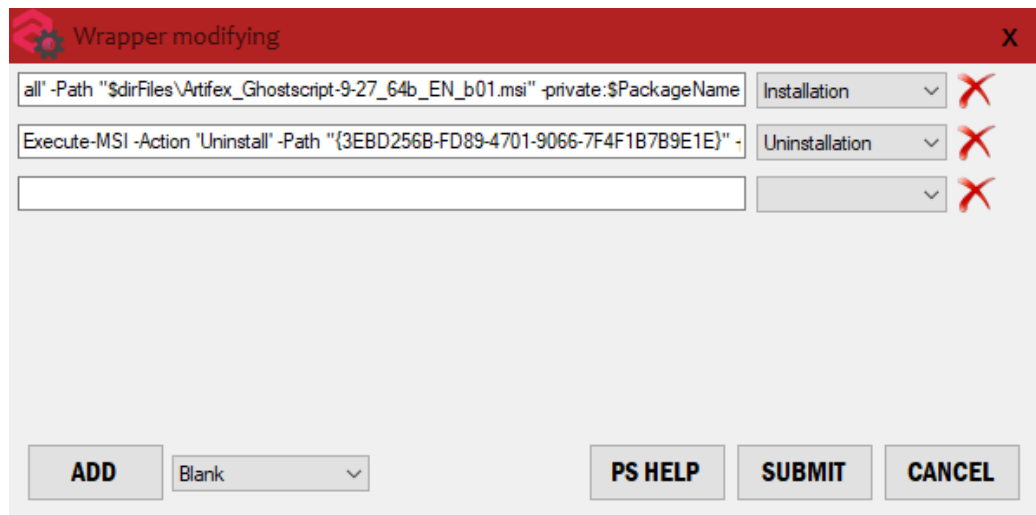 Wrapper modifying X
all' -Path "$dirFiles\Artifex_Ghostscript-9-27_64b_EN_b01.msi" -private:$PackageName Installation
Execute-MSI -Action 'Uninstall' -Path "{3EBD256B-FD89-4701-9066-7F4F1B7B9E1E}" - Uninstallation
ADD Blank PS HELP SUBMIT CANCEL